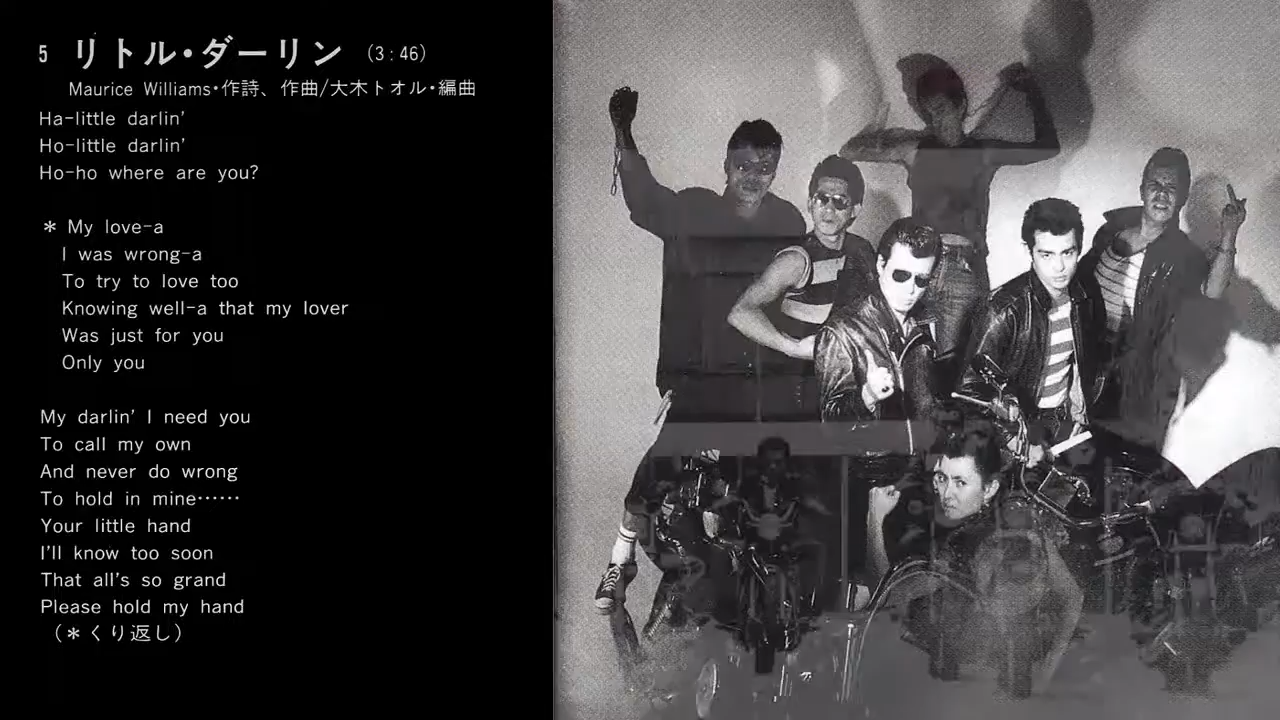 5 リトル・ダーリン (3:46)
Maurice Williams・作詩、作曲/大木トオル・編曲
Ha-little darlin'
Ho-little darlin'
Ho-ho where are you?
* My love-a
I was wrong-a
To try to love too
Knowing well-a that my lover
Was just for you
Only you
My darlin' I need you
To call my own
And never do wrong
To hold in mine……
Your little hand
I'll know too soon
That all's so grand
Please hold my hand
(*くり返し)